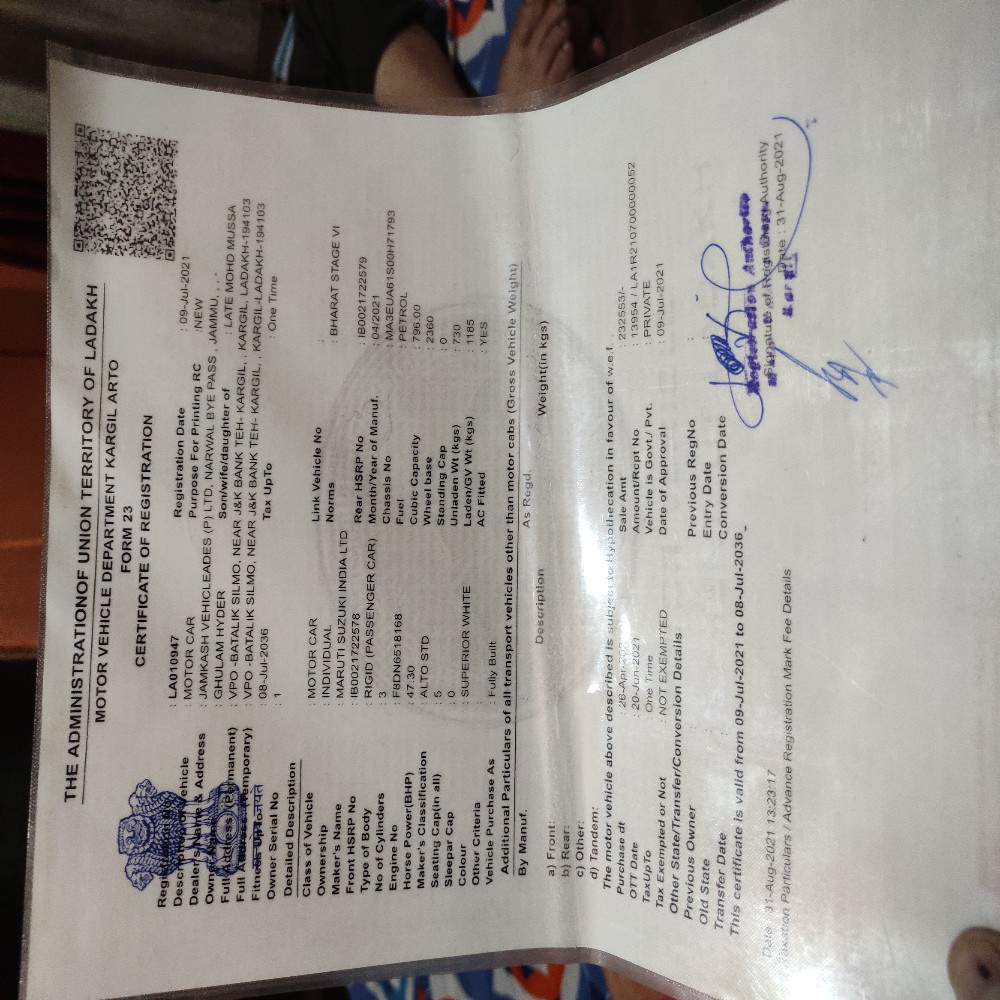 THE ADMINISTRATIONOF UNION TERRITORY OF LADAKH
MOTOR VEHICLE DEPARTMENT KARGIL ARTO
FORM 23
CERTIFICATE OF REGISTRATION
: LA010947 Registration Date : 09-Jul-2021
: MOTOR CAR Purpose For Printing RC : NEW
Dealer's Name & Address : JAMKASH VEHICLEADES (P) LTD, NARWAL BYE PASS , JAMMU, , , .
: GHULAM HYDER Son/wife/daughter of : LATE MOHD MUSSA
Full Address (Permanent) : VPO -BATALIK SILMO, NEAR J&K BANK TEH- KARGIL, , KARGIL, LADAKH-194103
: VPO -BATALIK SILMO, NEAR J&K BANK TEH- KARGIL, , KARGIL-LADAKH-194103
: 08-Jul-2036 Tax UpTo : One Time
Owner Serial No : 1
Detailed Description
Class of Vehicle : MOTOR CAR Link Vehicle No
Ownership : INDIVIDUAL Norms : BHARAT STAGE VI
Maker's Name : MARUTI SUZUKI INDIA LTD
Front HSRP No : IB0021722578 Rear HSRP No : IB0021722579
Type of Body : RIGID (PASSENGER CAR) Month/Year of Manuf. : 04/2021
No of Cylinders : 3 Chassis No : MA3EUA61S00H71793
Engine No : F8DN6518168 Fuel : PETROL
Horse Power(BHP) : 47.30 Cubic Capacity : 796.00
Maker's Classification : ALTO STD Wheel base : 2360
Seating Cap(In all) : 5 Standing Cap : 0
Sleepar Cap : 0 Unladen Wt (kgs) : 730
Colour : SUPERIOR WHITE Laden/GV Wt (kgs) : 1185
Other Criteria AC Fitted : YES
Vehicle Purchase As : Fully Built
Additional Particulars of all transport vehicles other than motor cabs (Gross Vehicle Weight)
By Manuf. : As Regd.
Description Weight(in kgs)
a) Front:
b) Rear:
c) Other:
d) Tandem:
The motor vehicle above described is subject to Hypothecation in favour of w.e.f.
Purchase dt : 26-Apr-2021 Sale Amt : 232553/-
OTT Date : 20-Jun-2021 Amount/Rcpt No : 13954 / LA1R210700000052
TaxUpTo : One Time Vehicle is Govt./ Pvt. : PRIVATE
Tax Exempted or Not : NOT EXEMPTED Date of Approval : 09-Jul-2021
Other State/Transfer/Conversion Details
Previous Owner : Previous RegNo :
Old State Entry Date
Transfer Date Conversion Date
This certificate is valid from 09-Jul-2021 to 08-Jul-2036
Signature of Registration Authority
Date : 31-Aug-2021
Date : 31-Aug-2021 13:23:17
Taxation Particulars / Advance Registration Mark Fee Details